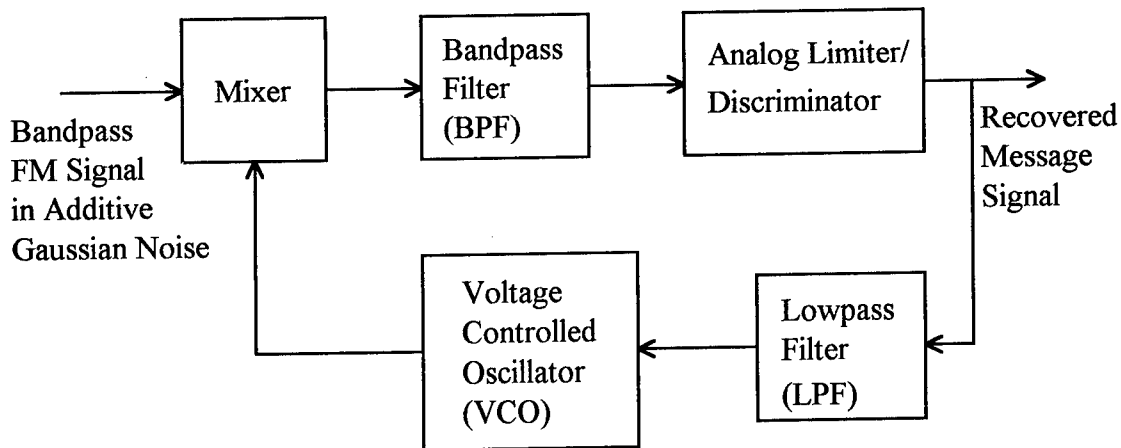 Mixer
Bandpass
Filter
(BPF)
Analog Limiter/
Discriminator
Bandpass
FM Signal
in Additive
Gaussian Noise
Recovered
Message
Signal
Voltage
Controlled
Oscillator
(VCO)
Lowpass
Filter
(LPF)